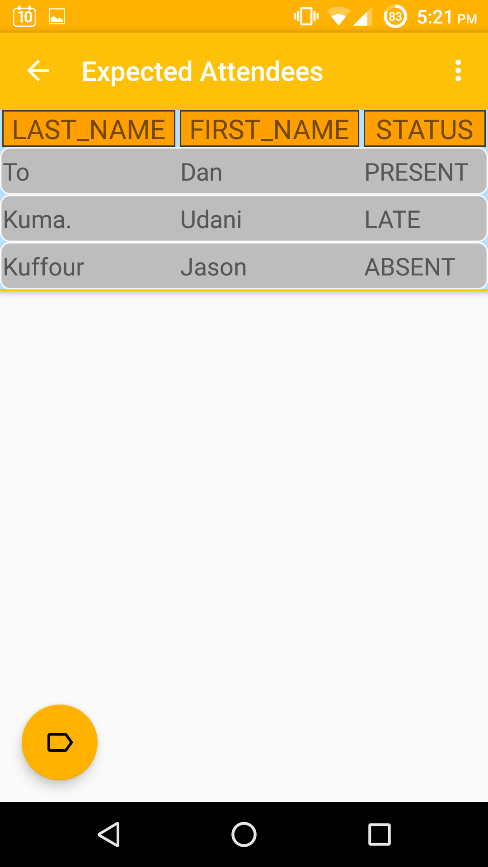 10 83 5:21 PM
Expected Attendees
LAST_NAME FIRST_NAME STATUS
To Dan PRESENT
Kuma. Udani LATE
Kuffour Jason ABSENT